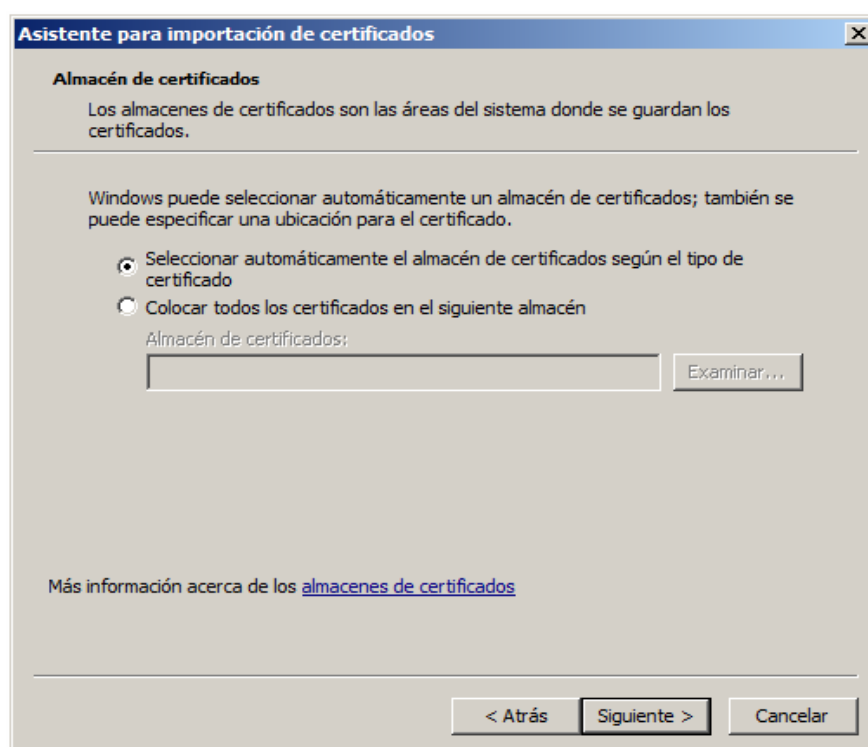 Asistente para importación de certificados
Almacén de certificados
Los almacenes de certificados son las áreas del sistema donde se guardan los
certificados.
Windows puede seleccionar automáticamente un almacén de certificados; también se
puede especificar una ubicación para el certificado.
Seleccionar automáticamente el almacén de certificados según el tipo de
certificado
Colocar todos los certificados en el siguiente almacén
Almacén de certificados:
Examinar...
Más información acerca de los almacenes de certificados
< Atrás
Siguiente >
Cancelar